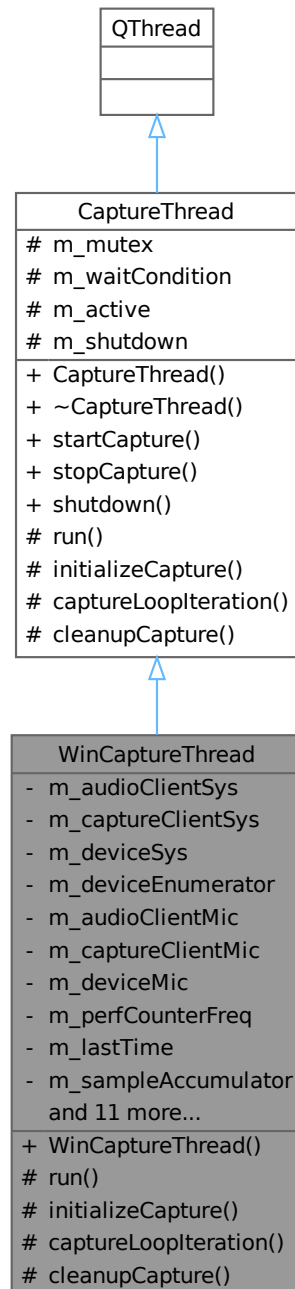 QThread
CaptureThread
# m_mutex
# m_waitCondition
# m_active
# m_shutdown
+ CaptureThread()
+ ~CaptureThread()
+ startCapture()
+ stopCapture()
+ shutdown()
# run()
# initializeCapture()
# captureLoopIteration()
# cleanupCapture()
WinCaptureThread
- m_audioClientSys
- m_captureClientSys
- m_deviceSys
- m_deviceEnumerator
- m_audioClientMic
- m_captureClientMic
- m_deviceMic
- m_perfCounterFreq
- m_lastTime
- m_sampleAccumulator
and 11 more...
+ WinCaptureThread()
# run()
# initializeCapture()
# captureLoopIteration()
# cleanupCapture()